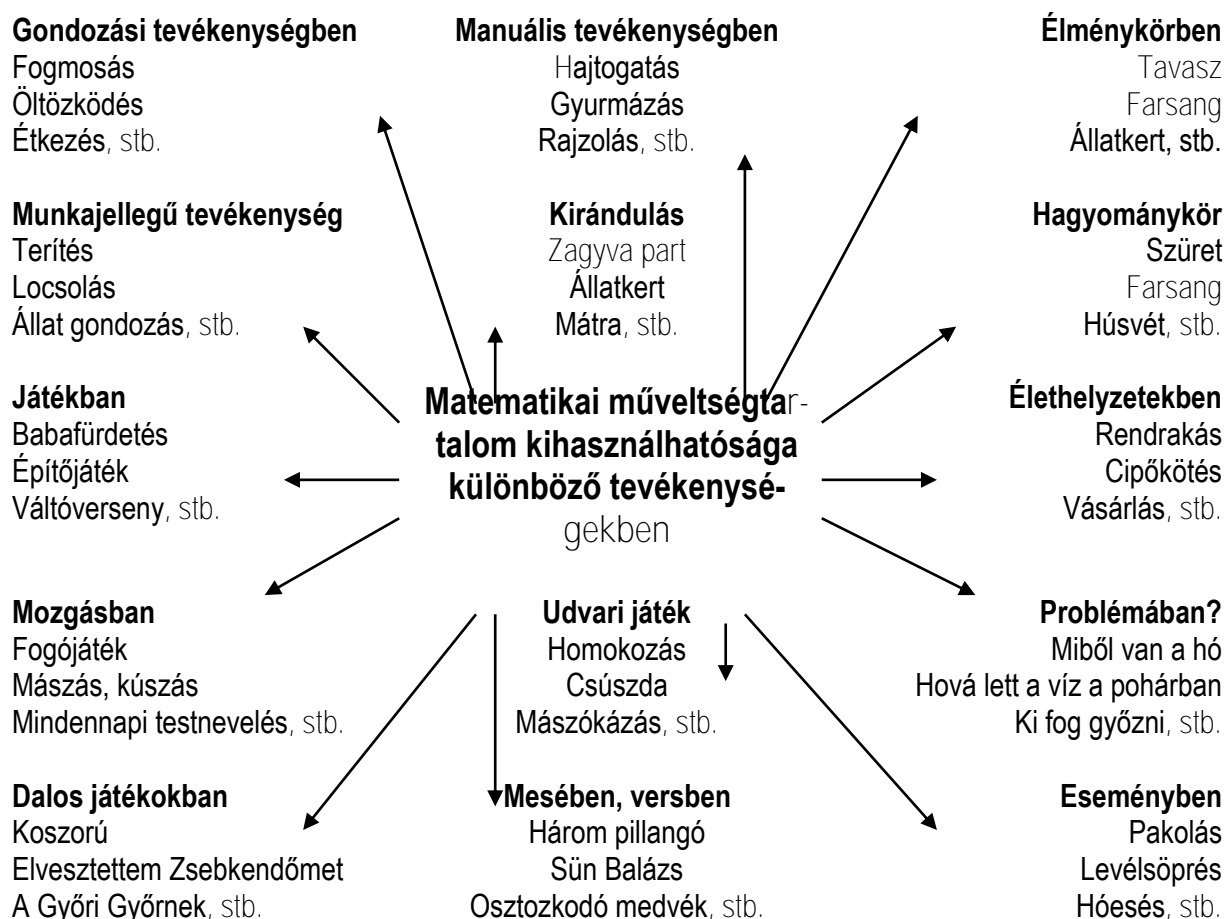 Gondozási tevékenységben
Fogmosás
Öltözködés
Étkezés, stb.
Manuális tevékenységben
Hajtogatás
Gyurmázás
Rajzolás, stb.
Élménykörben
Tavasz
Farsang
Állatkert, stb.
Munkajellegű tevékenység
Terítés
Locsolás
Állat gondozás, stb.
Kirándulás
Zagyva part
Állatkert
Mátra, stb.
Hagyománykör
Szüret
Farsang
Húsvét, stb.
Játékban
Babafürdetés
Építőjáték
Váltóverseny, stb.
Matematikai műveltségtar-
talom kihasználhatósága
különböző tevékenysé-
gekben
Élethelyzetekben
Rendrakás
Cipőkötés
Vásárlás, stb.
Mozgásban
Fogójáték
Mászás, kúszás
Mindennapi testnevelés, stb.
Udvari játék
Homokozás
Csúszda
Mászókázás, stb.
Problémában?
Miből van a hó
Hová lett a víz a pohárban
Ki fog győzni, stb.
Dalos játékokban
Koszorú
Elvesztettem Zsebkendőmet
A Győri Győrnek, stb.
Mesében, versben
Három pillangó
Sün Balázs
Osztozkodó medvék, stb.
Eseményben
Pakolás
Levélsöprés
Hóesés, stb.